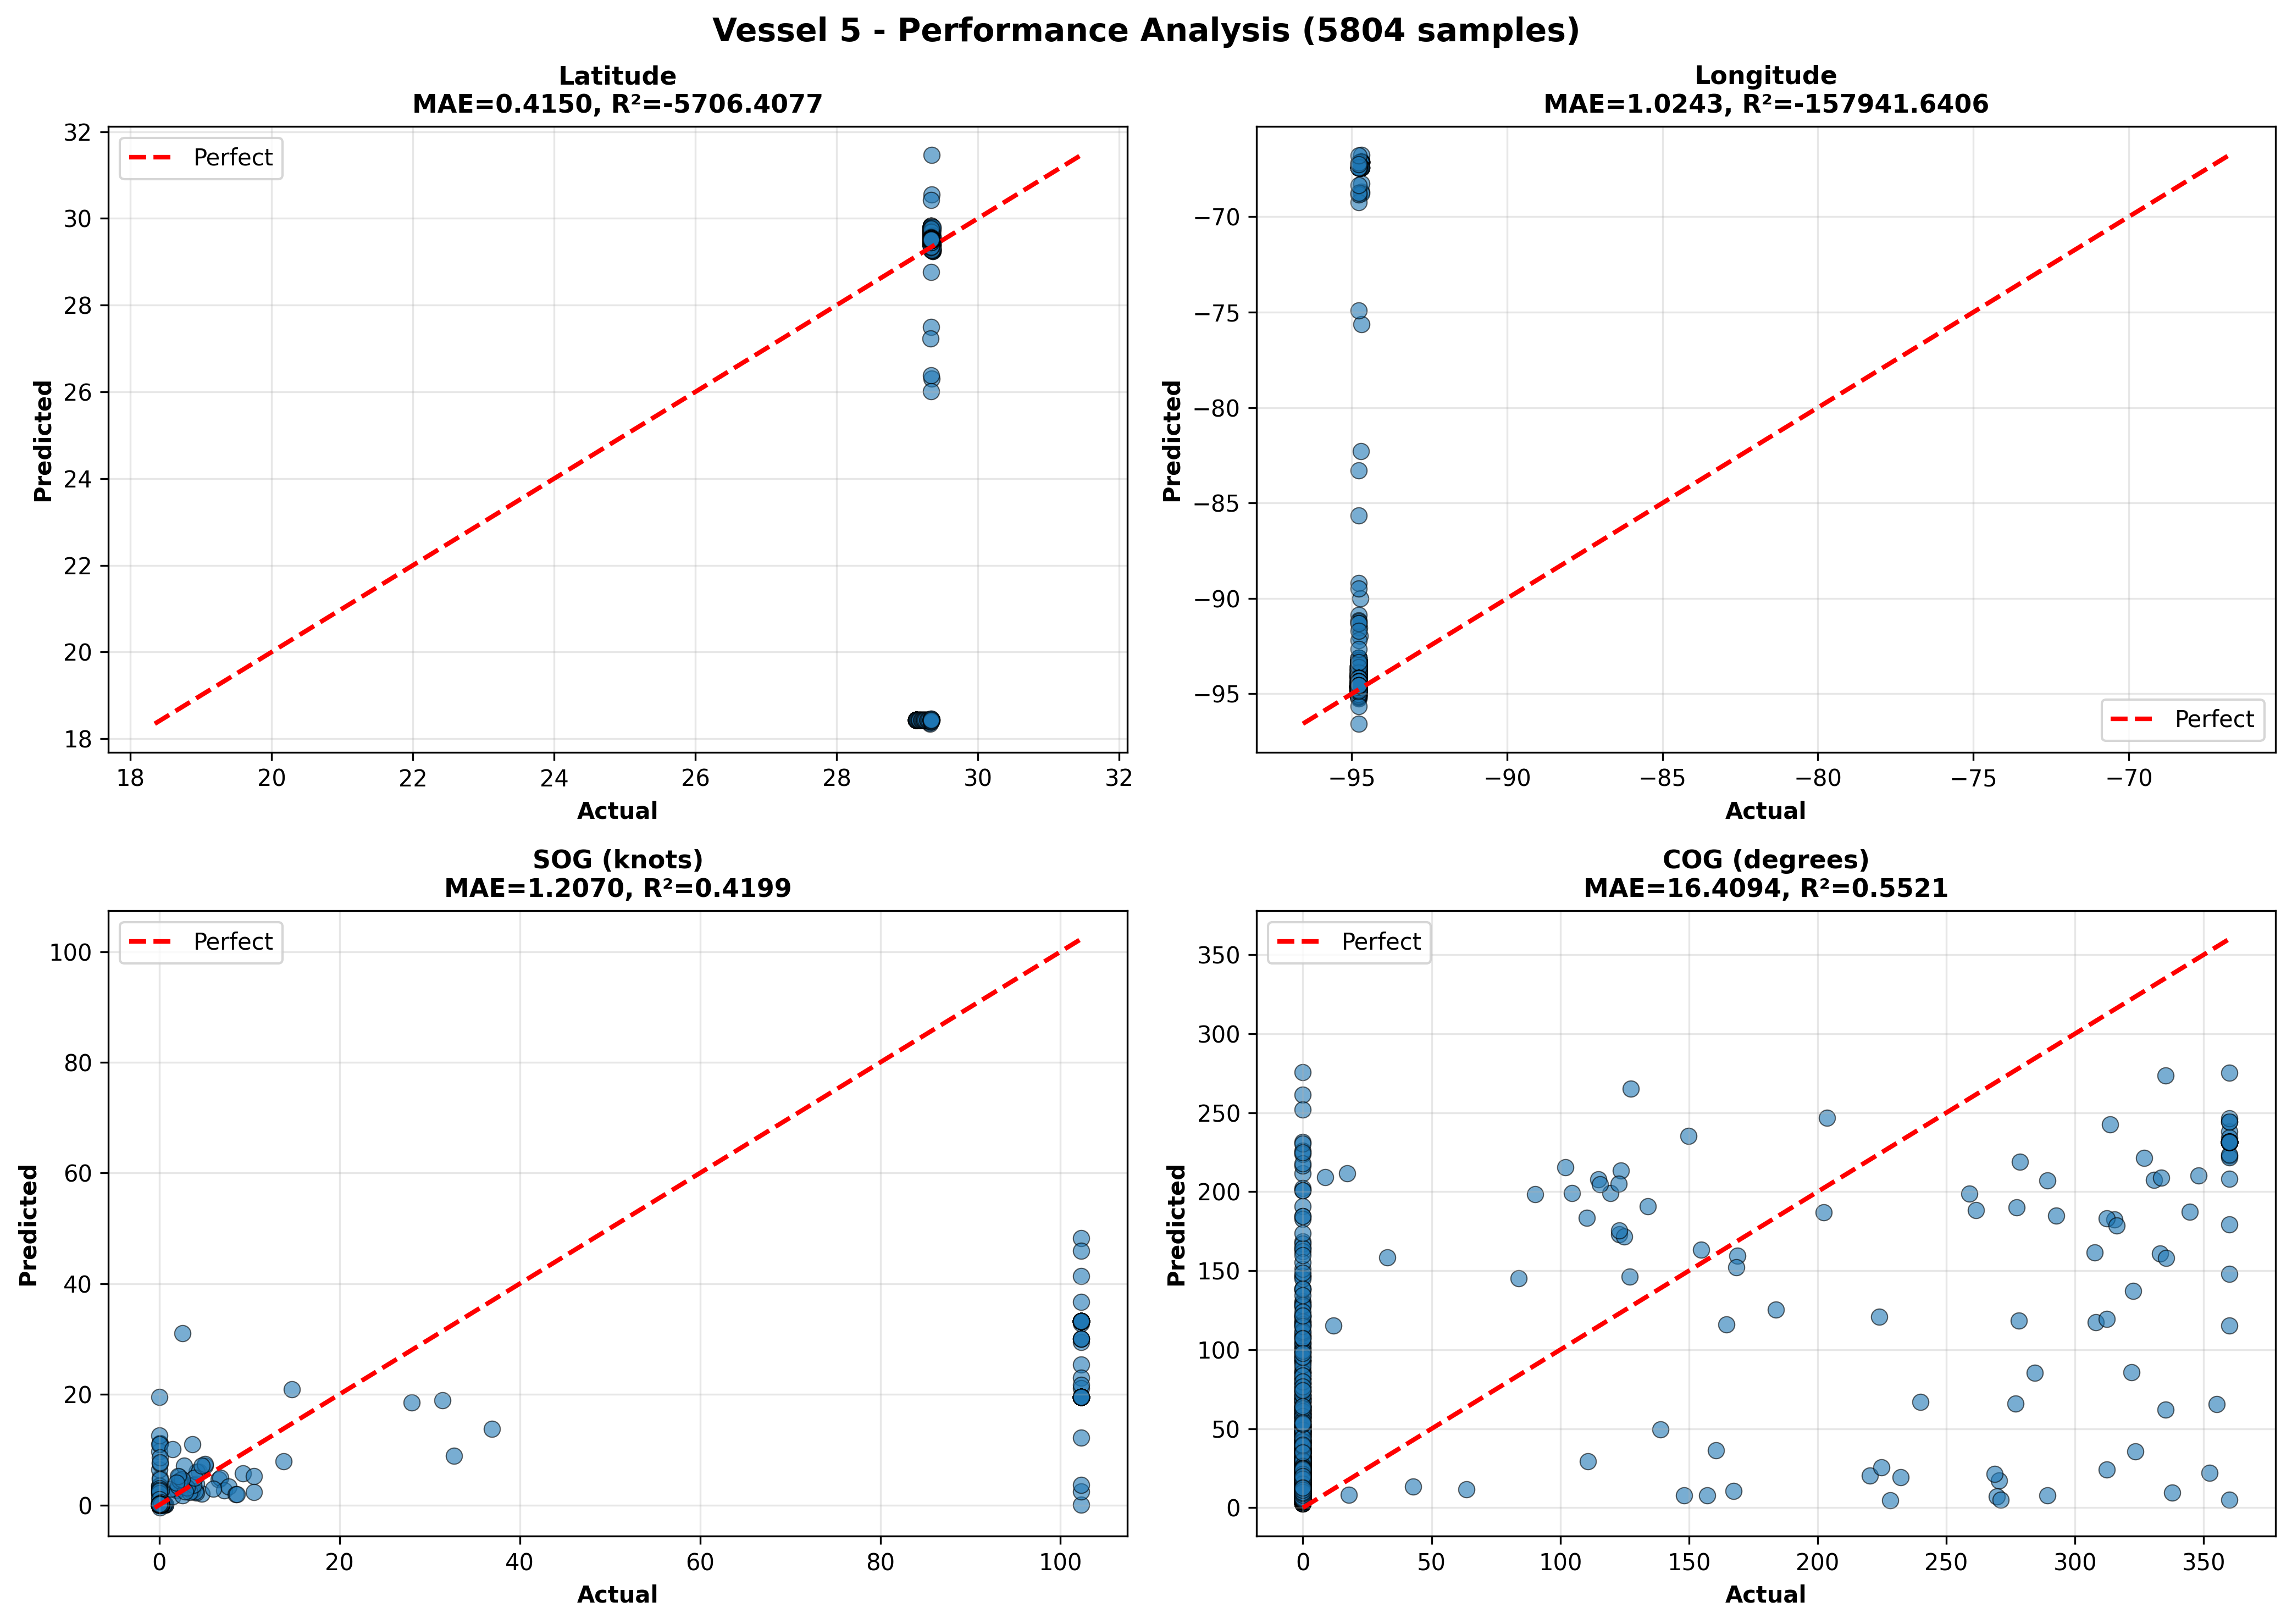 Vessel 5 - Performance Analysis (5804 samples)
Latitude
MAE=0.4150, R²=-5706.4077
Perfect
32
30
28
26
24
22
20
18
18
20
22
24
26
28
30
32
Predicted
Actual
Longitude
MAE=1.0243, R²=-157941.6406
−70
−75
−80
−85
−90
−95
−95
−90
−85
−80
−75
−70
Perfect
Predicted
Actual
SOG (knots)
MAE=1.2070, R²=0.4199
Perfect
100
80
60
40
20
0
0
20
40
60
80
100
Predicted
Actual
COG (degrees)
MAE=16.4094, R²=0.5521
Perfect
350
300
250
200
150
100
50
0
0
50
100
150
200
250
300
350
Predicted
Actual